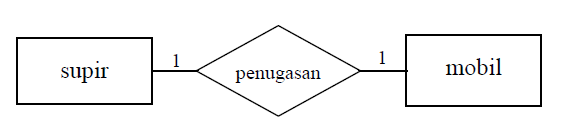 supir
1
penugasan
1
mobil